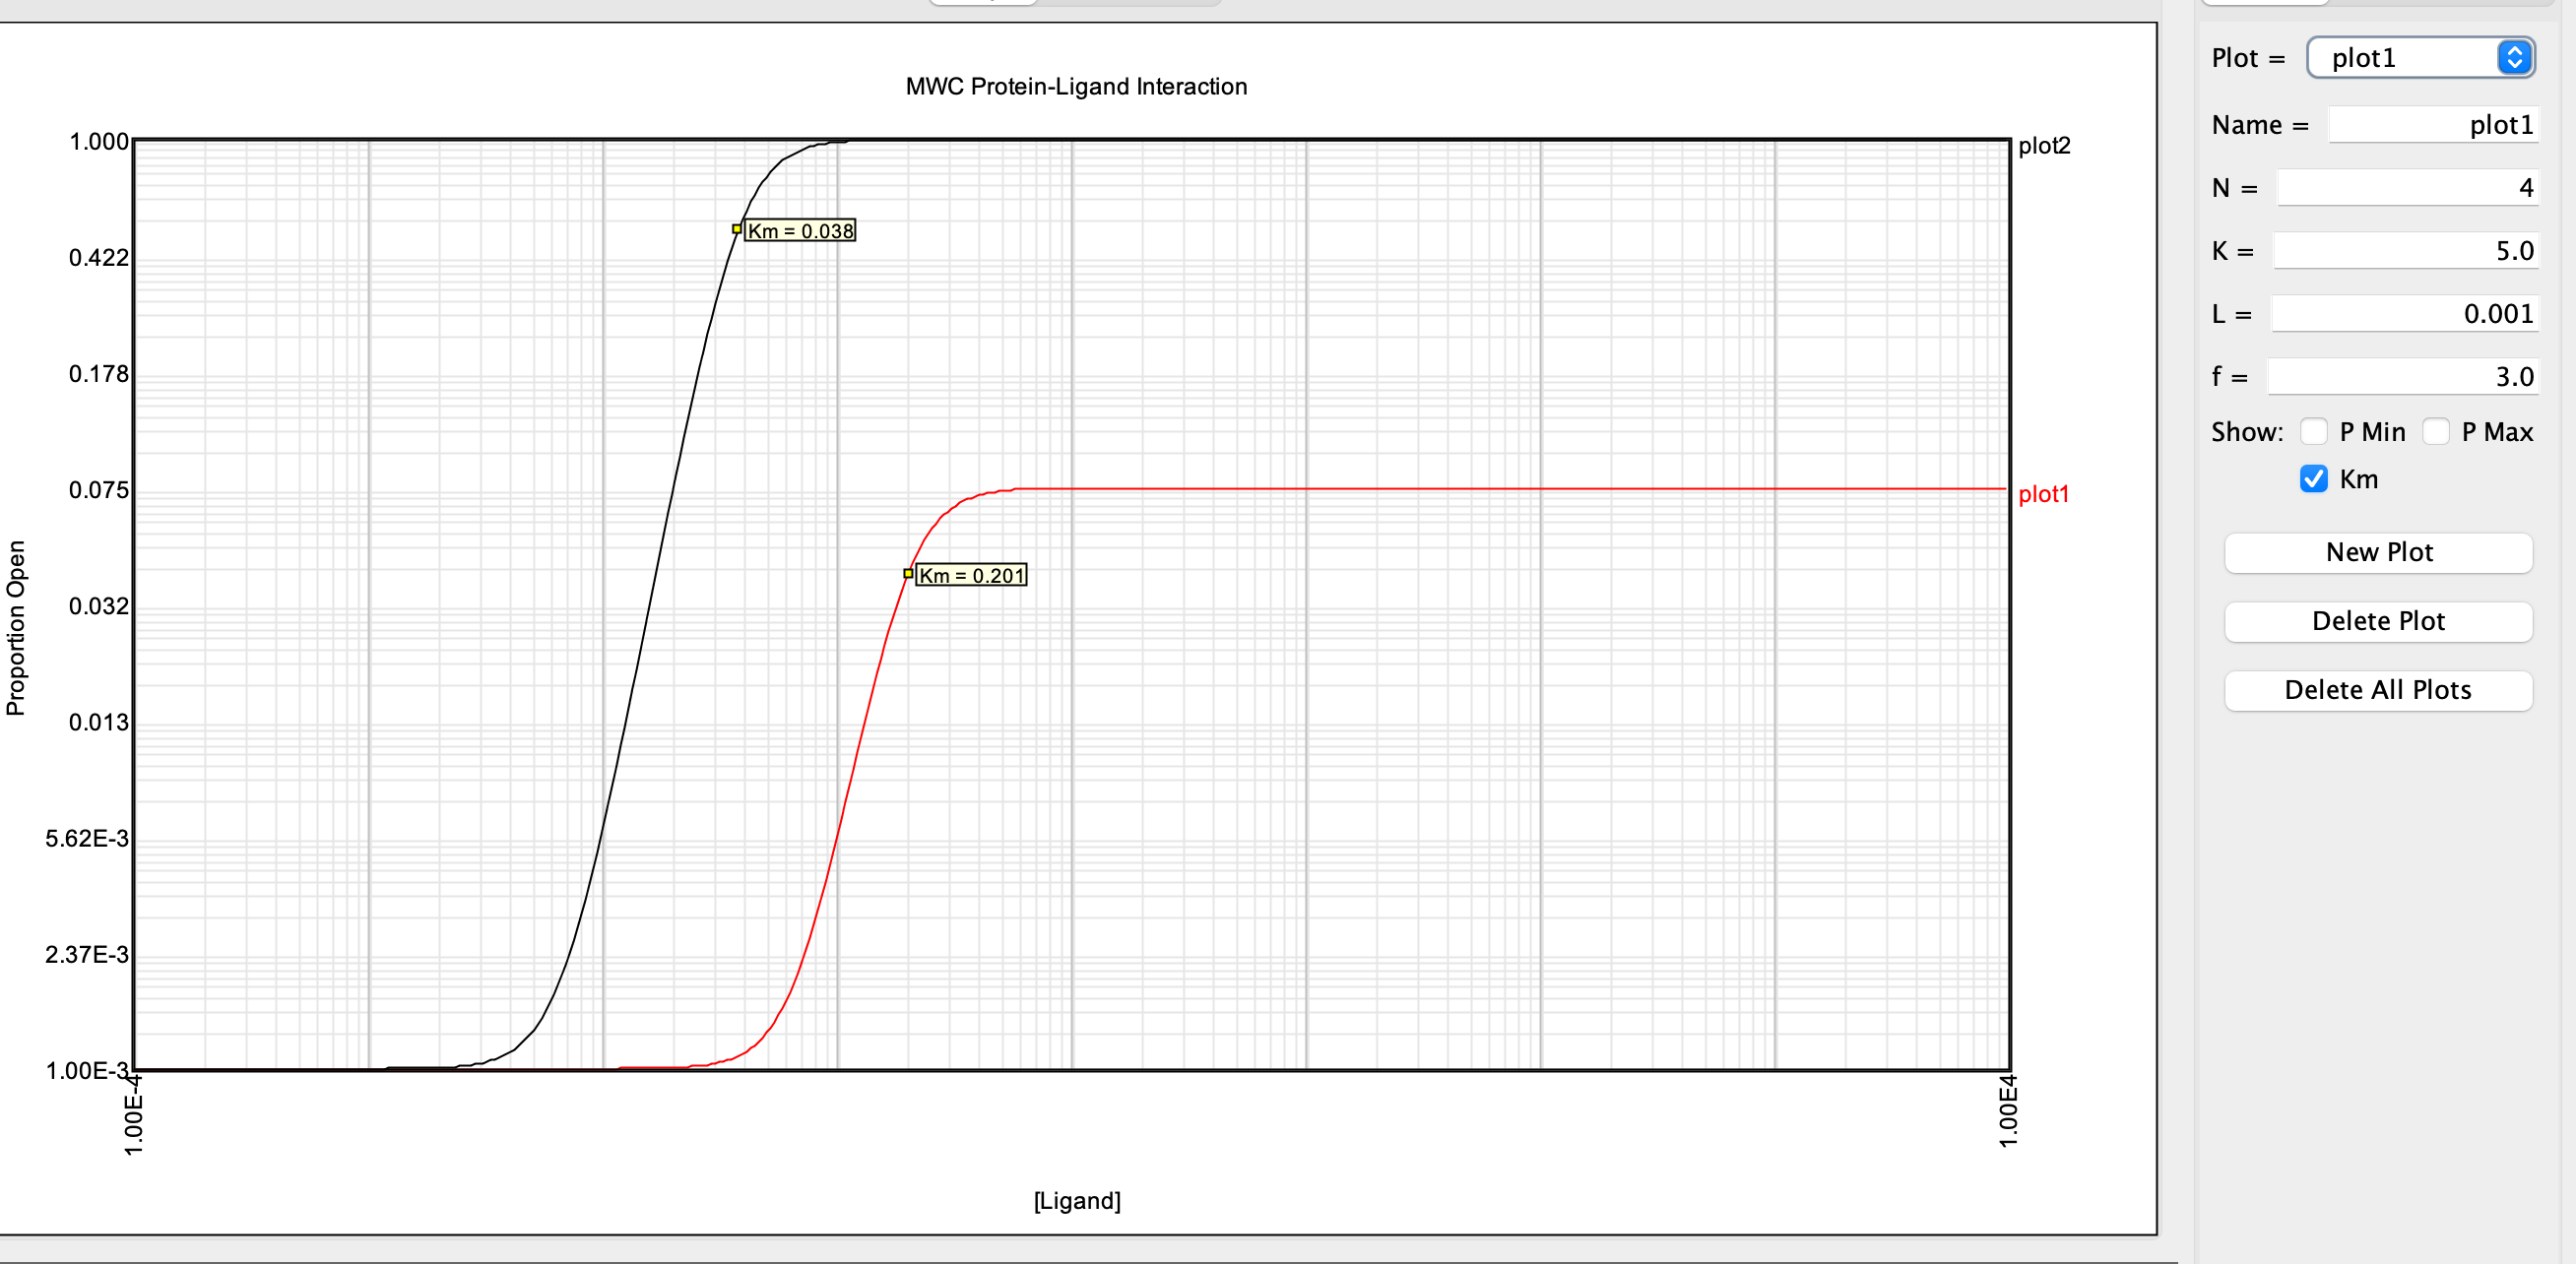 MWC Protein-Ligand Interaction
1.000
0.422
0.178
0.075
0.032
0.013
5.62E-3
2.37E-3
1.00E-3
Proportion Open
Km = 0.038
Km = 0.201
plot2
plot1
1.00E-4
1.00E4
[Ligand]
Plot = plot1
Name = plot1
N = 4
K = 5.0
L = 0.001
f = 3.0
Show: P Min P Max
Km
New Plot
Delete Plot
Delete All Plots